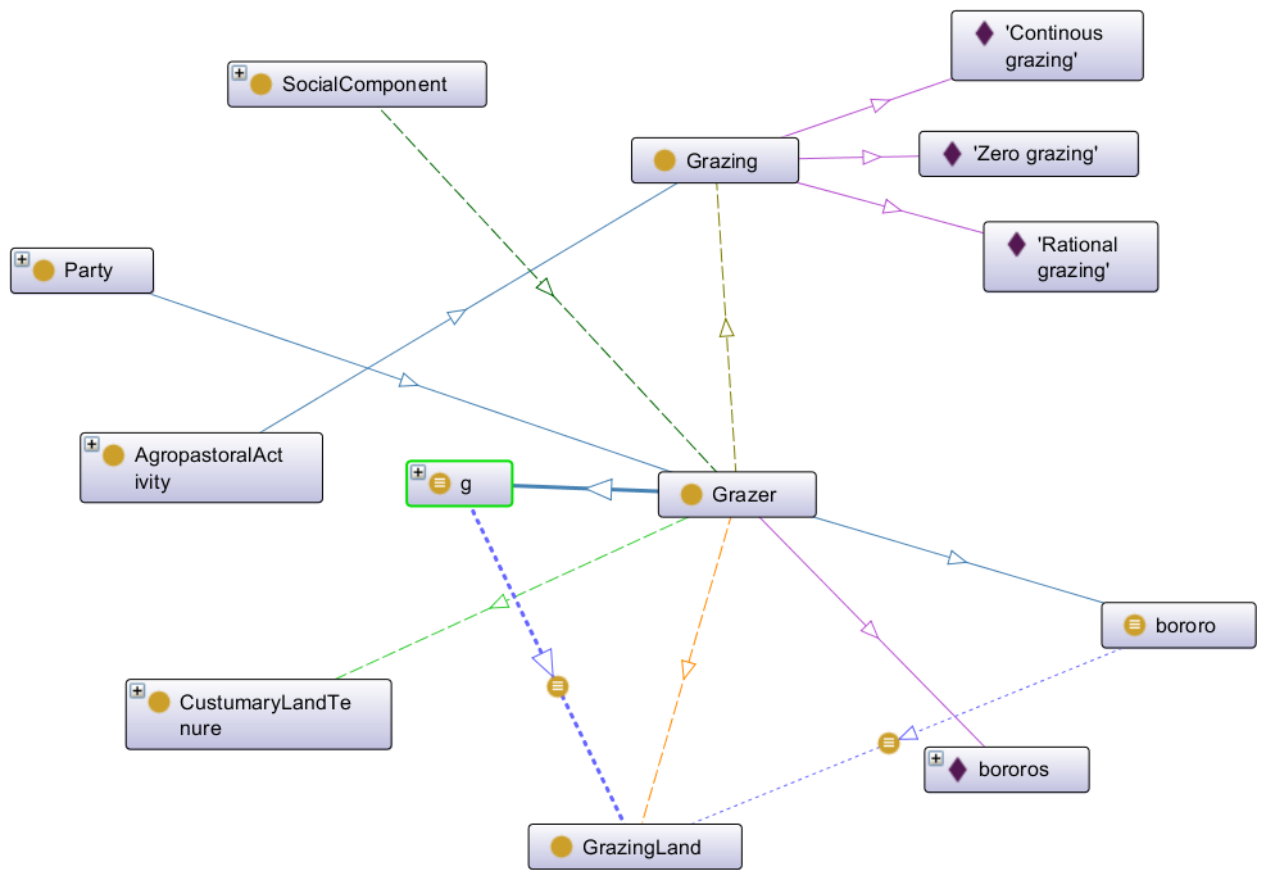 'Continous
grazing'
SocialComponent
Grazing
'Zero grazing'
'Rational
grazing'
Party
AgropastoralAct
ivity
g
Grazer
bororo
CustumaryLandTe
nure
bororos
GrazingLand